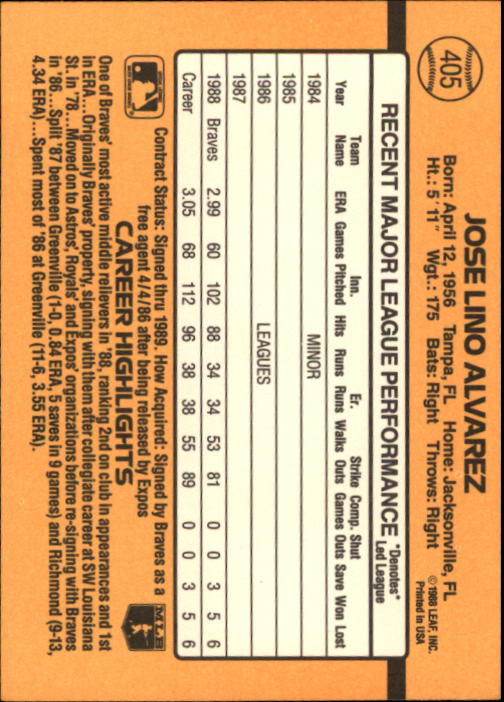 405
JOSE LINO ALVAREZ
Born: April 12, 1956 Tampa, FL Home: Jacksonville, FL
Ht.: 5'11" Wgt.: 175 Bats: Right Throws: Right
© 1988 LEAF, INC.
Printed in USA
RECENT MAJOR LEAGUE PERFORMANCE *Denotes* Led League
Year Team Name ERA Games Inn. Pitched Hits Runs Er. Runs Walks Strike Outs Comp. Games Shut Outs Save Won Lost
1984 MINOR
1985
1986 LEAGUES
1987
1988 Braves 2.99 60 102 88 34 34 53 81 0 0 3 5 6
Career 3.05 68 112 96 38 38 55 89 0 0 3 5 6
Contract Status: Signed thru 1989. How Acquired: Signed by Braves as a
free agent 4/4/86 after being released by Expos
CAREER HIGHLIGHTS
MLB
One of Braves' most active middle relievers in '88, ranking 2nd on club in appearances and 1st
in ERA...Originally Braves' property, signing with them after collegiate career at SW Louisiana
St. in '78...Moved on to Astros', Royals' and Expos' organizations before re-signing with Braves
in '86...Split '87 between Greenville (1-0, 0.84 ERA, 5 saves in 9 games) and Richmond (9-13,
4.34 ERA)...Spent most of '86 at Greenville (11-6, 3.55 ERA).